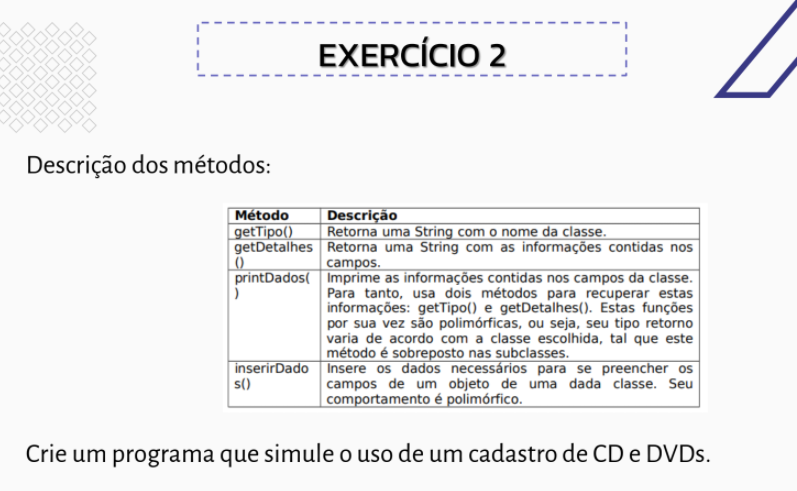 EXERCÍCIO 2
Descrição dos métodos:
Método Descrição
getTipo() Retorna uma String com o nome da classe.
getDetalhes Retorna uma String com as informações contidas nos
() campos.
printDados( Imprime as informações contidas nos campos da classe.
) Para tanto, usa dois métodos para recuperar estas
informações: getTipo() e getDetalhes(). Estas funções
por sua vez são polimórficas, ou seja, seu tipo retorno
varia de acordo com a classe escolhida, tal que este
método é sobreposto nas subclasses.
inserirDado Insere os dados necessários para se preencher os
s() campos de um objeto de uma dada classe. Seu
comportamento é polimórfico.
Crie um programa que simule o uso de um cadastro de CD e DVDs.